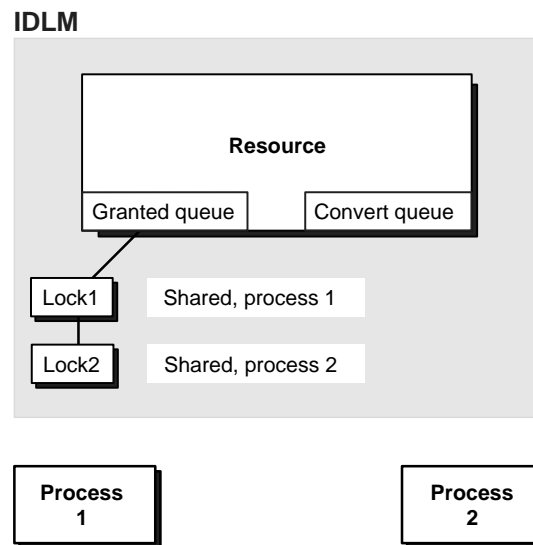 IDLM
Resource
Granted queue
Convert queue
Lock1
Shared, process 1
Lock2
Shared, process 2
Process
1
Process
2